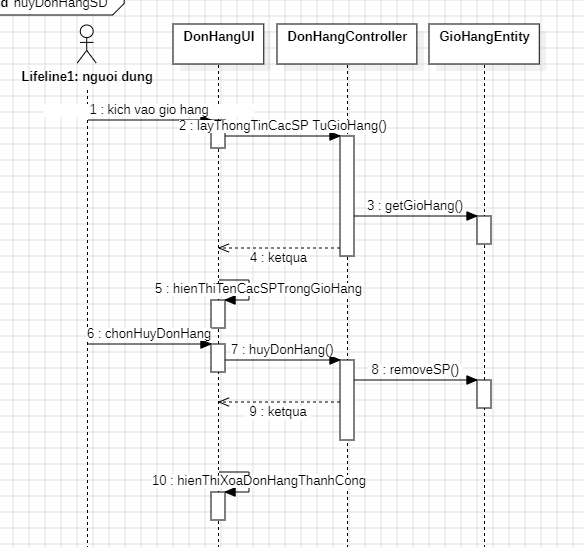 d huyDonHangSD
DonHangUI
DonHangController
GioHangEntity
Lifeline1: nguoi dung
1 : kich vao gio hang
2 : layThongTinCacSP TuGioHang()
3 : getGioHang()
4 : ketqua
5 : hienThiTenCacSPTrongGioHang
6 : chonHuyDonHang
7 : huyDonHang()
8 : removeSP()
9 : ketqua
10 : hienThiXoaDonHangThanhCong